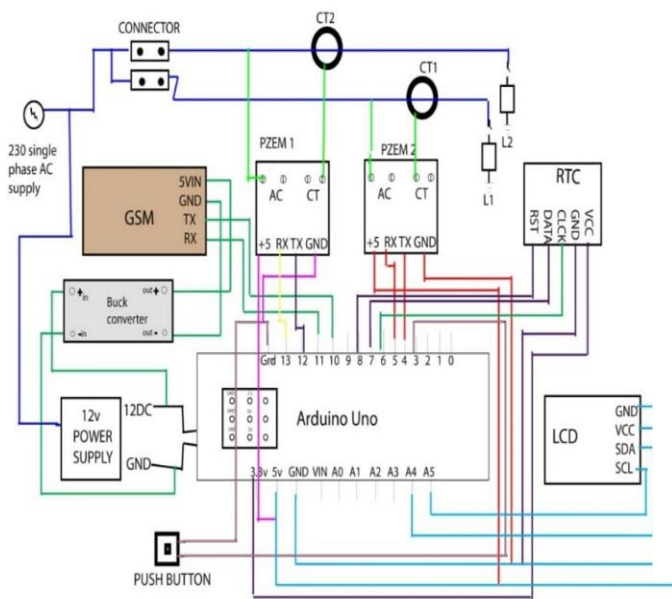 CT2
CONNECTOR
CT1
230 single
phase AC
supply
L2
L1
PZEM 1
AC CT
+5 RX TX GND
PZEM 2
AC CT
+5 RX TX GND
RTC
RST
DATA
CLCK
GND
VCC
GSM
5VIN
GND
TX
RX
+in out+
Buck
converter
-in out-
Grd 13 12 11 10 9 8 7 6 5 4 3 2 1 0
Arduino Uno
3.3v 5v GND VIN A0 A1 A2 A3 A4 A5
12v
POWER
SUPPLY
12DC
GND
LCD
GND
VCC
SDA
SCL
PUSH BUTTON